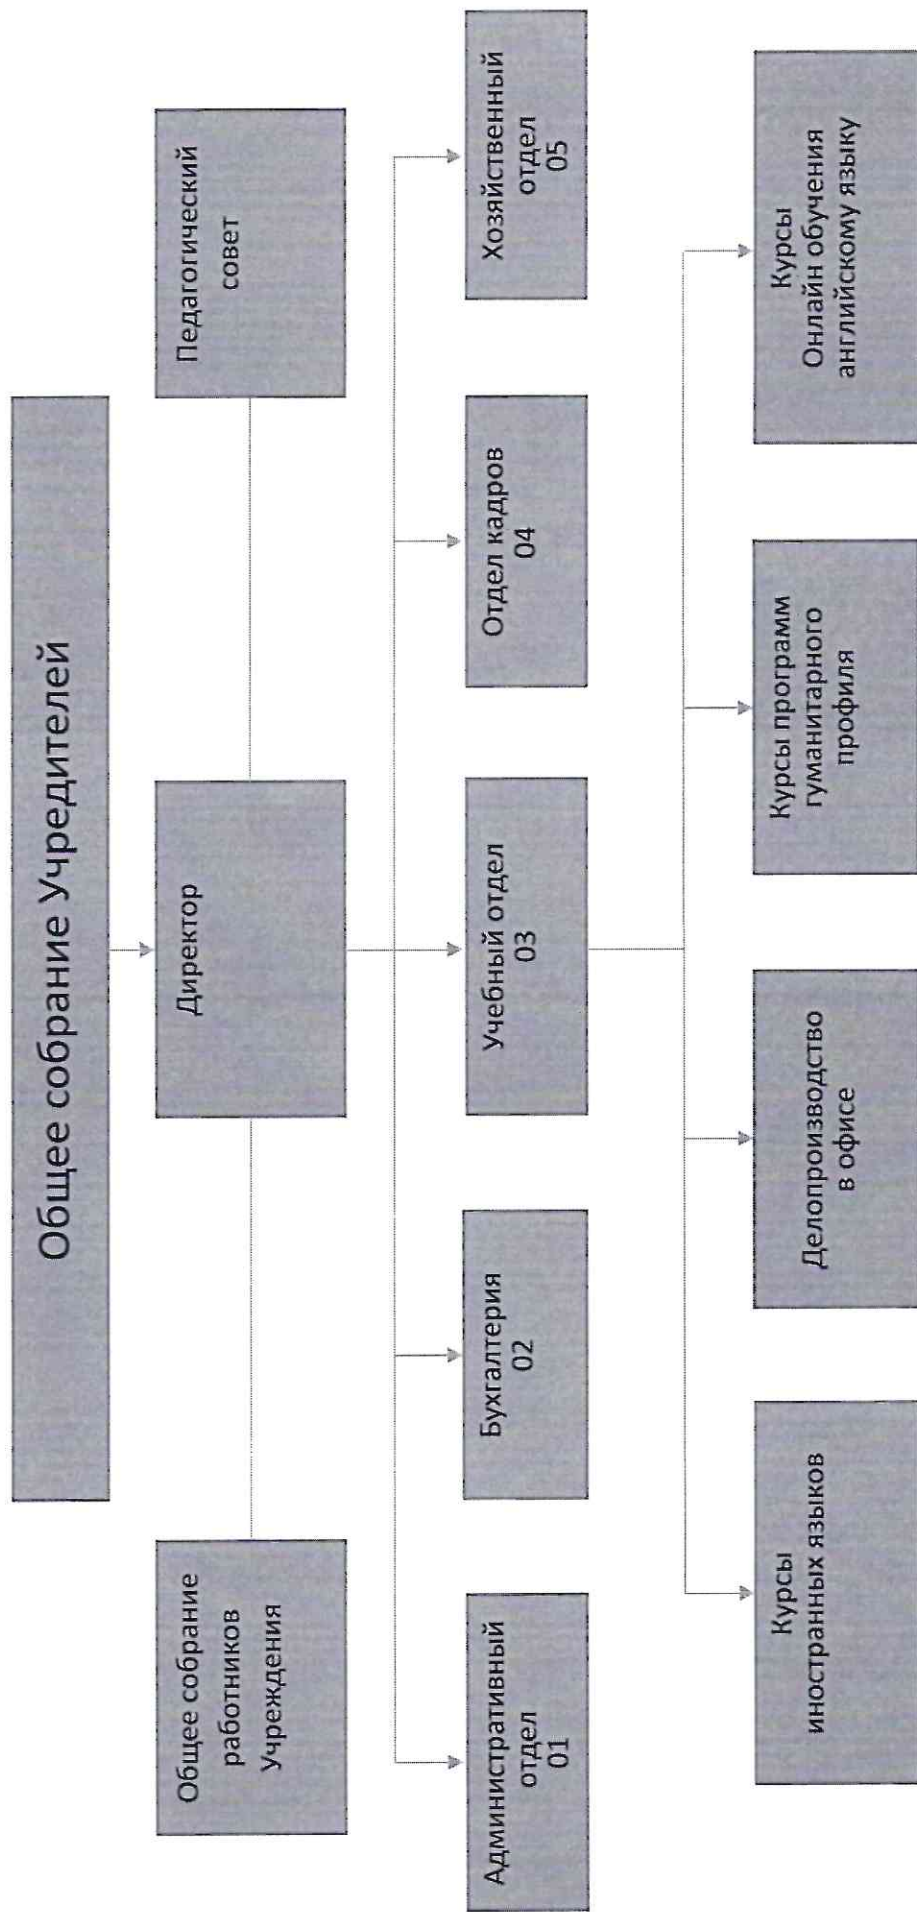 Общее собрание Учредителей
Общее собрание
работников
Учреждения
Директор
Педагогический
совет
Административный
отдел
01
Бухгалтерия
02
Учебный отдел
03
Отдел кадров
04
Хозяйственный
отдел
05
Курсы
иностранных языков
Делопроизводство
в офисе
Курсы программ
гуманитарного
профиля
Курсы
Онлайн обучения
английскому языку